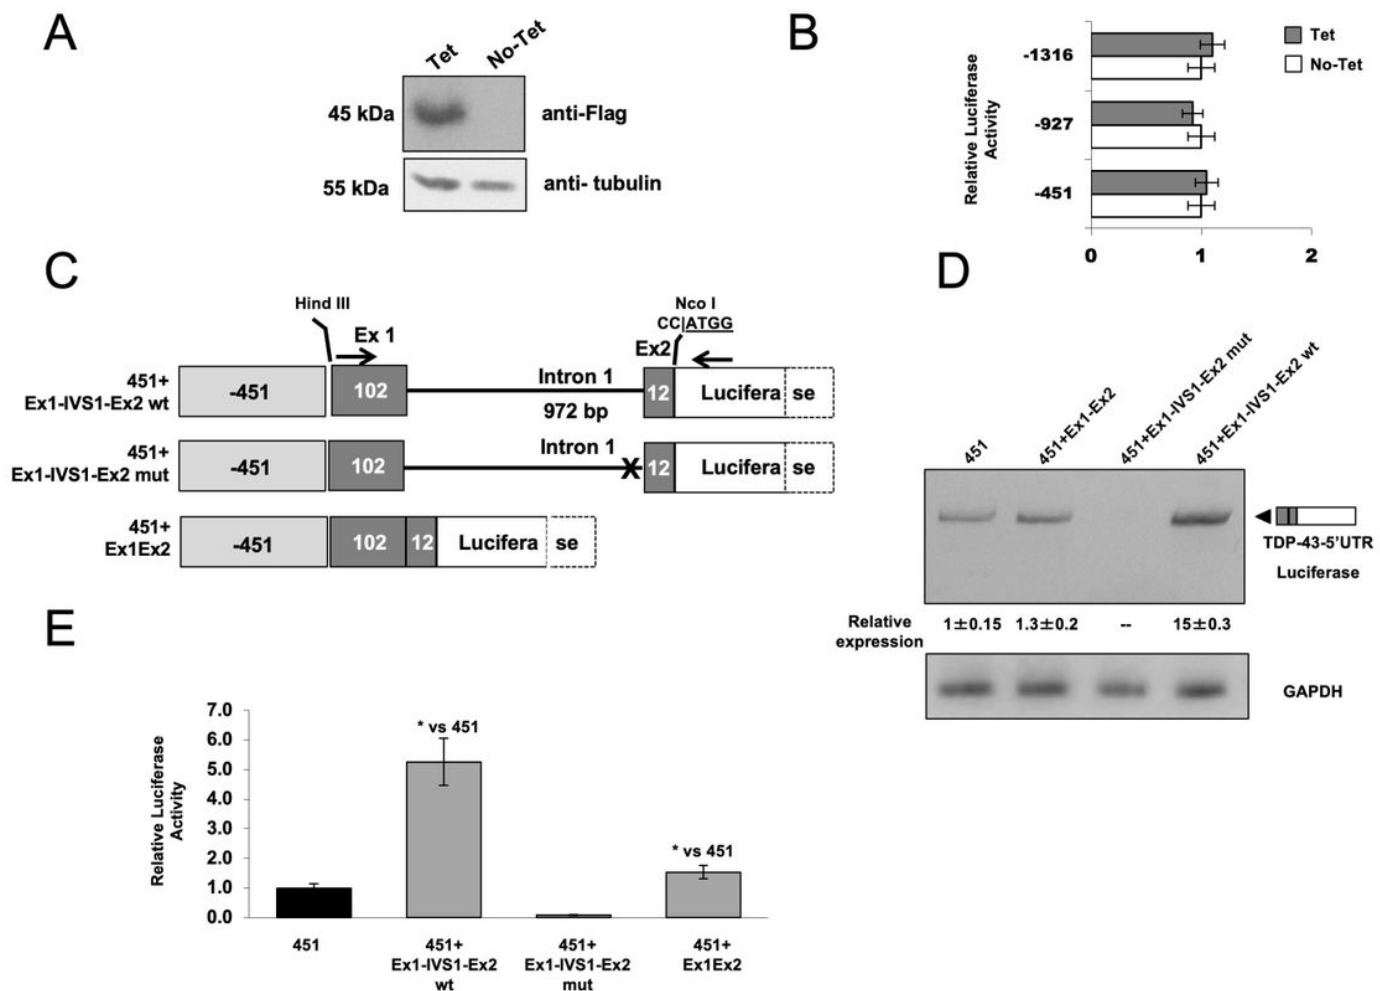 A
Tet
No-Tet
45 kDa
anti-Flag
55 kDa
anti- tubulin
B
Relative Luciferase
Activity
-1316
-927
-451
0
1
2
Tet
No-Tet
C
Hind III
Ex 1
Nco I
CC|ATGG
Ex2
451+
Ex1-IVS1-Ex2 wt
-451
102
Intron 1
972 bp
12
Lucifera
se
451+
Ex1-IVS1-Ex2 mut
-451
102
Intron 1
X
12
Lucifera
se
451+
Ex1Ex2
-451
102
12
Lucifera
se
D
451
451+Ex1-Ex2
451+Ex1-IVS1-Ex2 mut
451+Ex1-IVS1-Ex2 wt
TDP-43-5'UTR
Luciferase
Relative
expression
1±0.15
1.3±0.2
--
15±0.3
GAPDH
E
Relative Luciferase
Activity
7.0
6.0
5.0
4.0
3.0
2.0
1.0
0.0
* vs 451
* vs 451
451
451+
Ex1-IVS1-Ex2
wt
451+
Ex1-IVS1-Ex2
mut
451+
Ex1Ex2